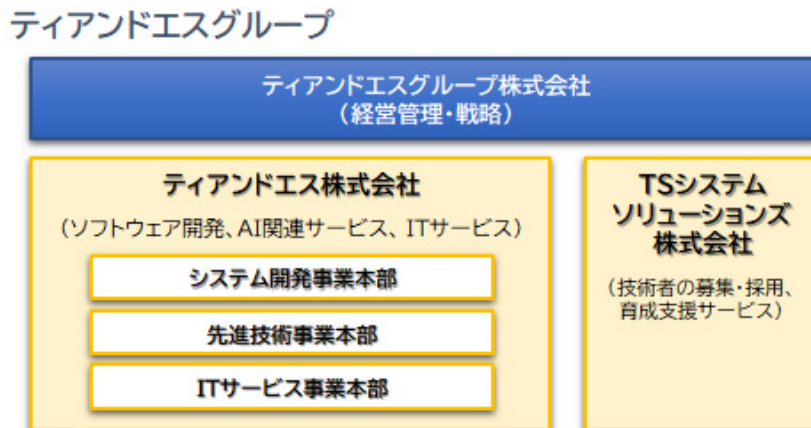 ティアンドエスグループ
ティアンドエスグループ株式会社
（経営管理・戦略）
ティアンドエス株式会社
（ソフトウェア開発、AI関連サービス、ITサービス）
システム開発事業本部
先進技術事業本部
ITサービス事業本部
TSシステム
ソリューションズ
株式会社
（技術者の募集・採用、
育成支援サービス）